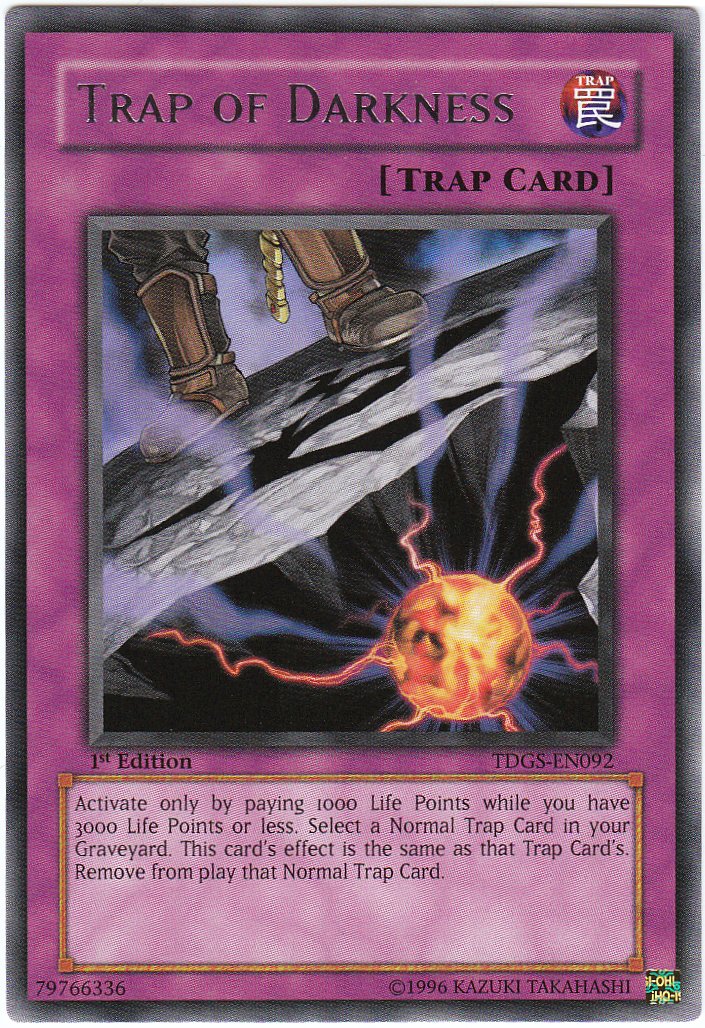 Trap of Darkness
TRAP
罠
[Trap Card]
1st Edition
TDGS-EN092
Activate only by paying 1000 Life Points while you have
3000 Life Points or less. Select a Normal Trap Card in your
Graveyard. This card's effect is the same as that Trap Card's.
Remove from play that Normal Trap Card.
79766336
©1996 KAZUKI TAKAHASHI